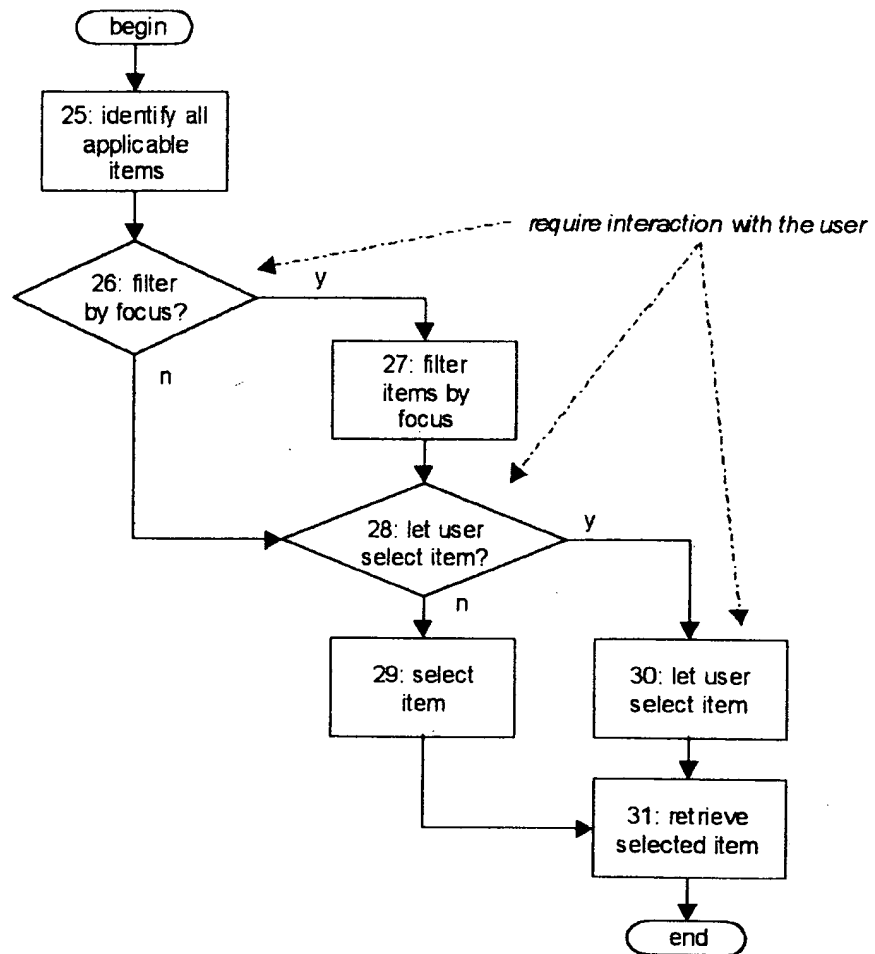 begin
25: identify all
applicable
items
require interaction with the user
26: filter
by focus?
y
n
27: filter
items by
focus
28: let user
select item?
y
n
29: select
item
30: let user
select item
31: retrieve
selected item
end